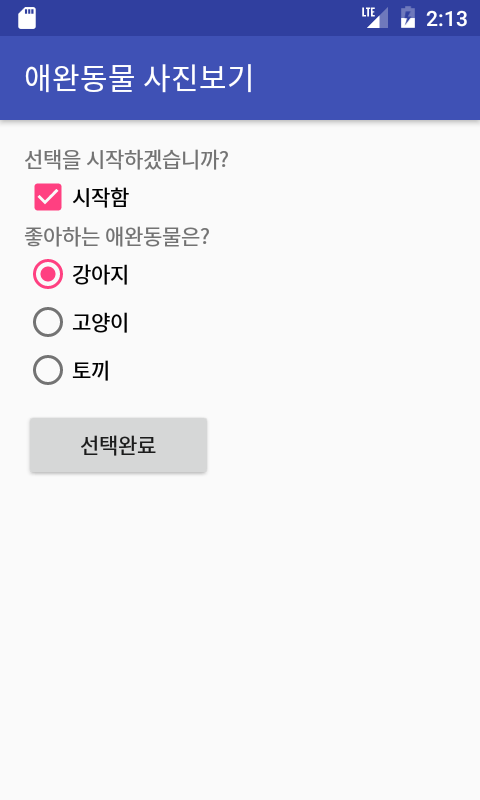 LTE 2:13
애완동물 사진보기
선택을 시작하겠습니까?
시작함
좋아하는 애완동물은?
강아지
고양이
토끼
선택완료